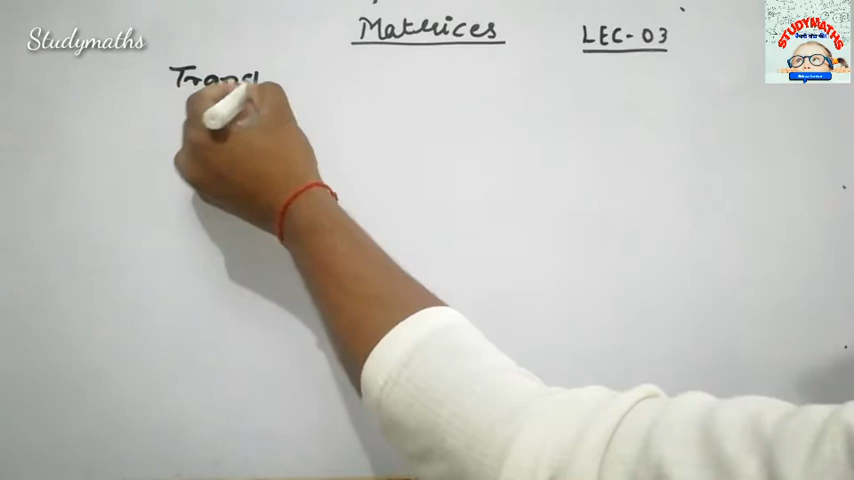 Studymaths
Matrices
LEC-03
STUDYMATHS
Trans